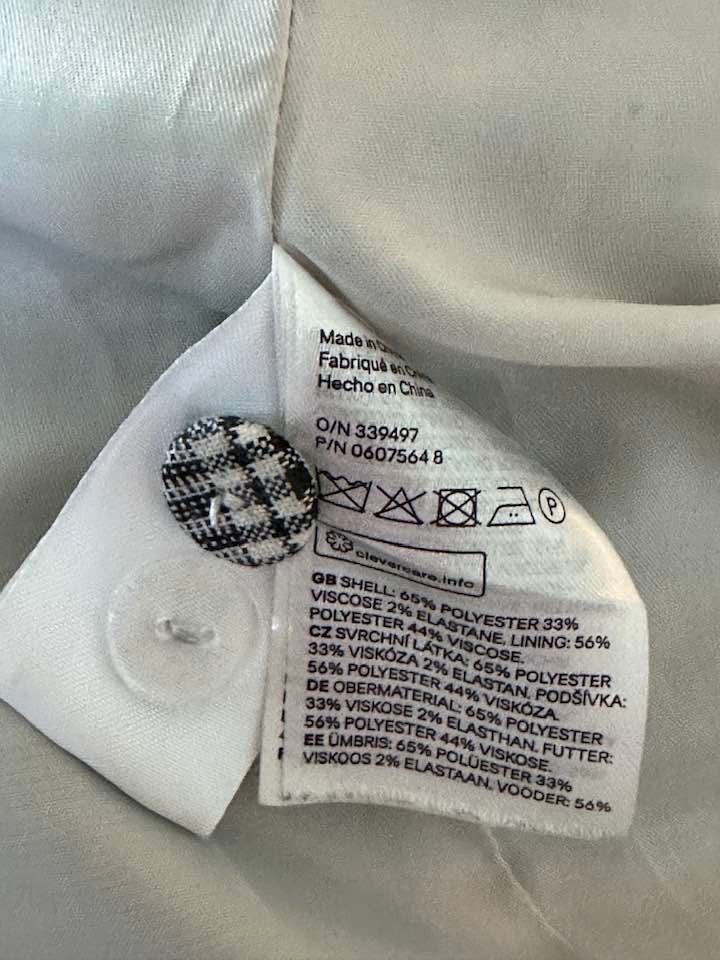 Made in
Fabriqué en
Hecho en China
O/N 339497
P/N 0607564 8
P
clevercare.info
GB SHELL: 65% POLYESTER 33%
VISCOSE 2% ELASTANE. LINING: 56%
POLYESTER 44% VISCOSE.
CZ SVRCHNÍ LÁTKA: 65% POLYESTER
33% VISKÓZA 2% ELASTAN. PODŠÍVKA:
56% POLYESTER 44% VISKÓZA.
DE OBERMATERIAL: 65% POLYESTER
33% VISKOSE 2% ELASTHAN. FUTTER:
56% POLYESTER 44% VISKOSE.
EE ÜMBRIS: 65% POLÜESTER 33%
VISKOOS 2% ELASTAAN. VOODER: 56%